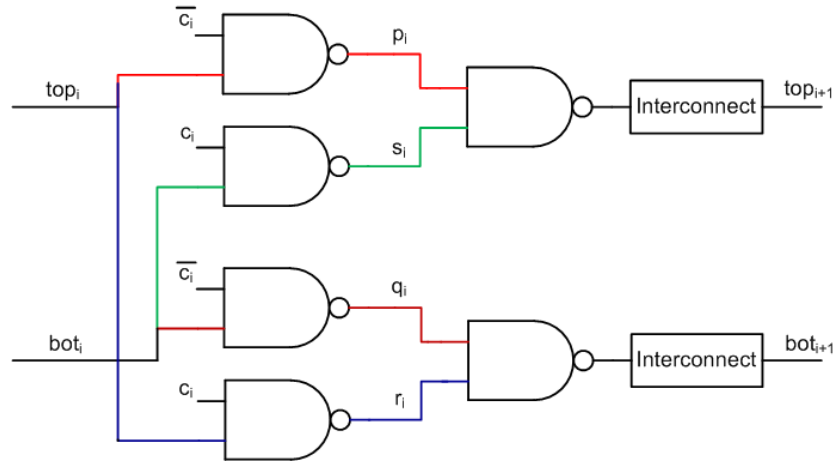 c̅ᵢ
pᵢ
topᵢ
Interconnect
topᵢ₊₁
cᵢ
sᵢ
c̅ᵢ
qᵢ
botᵢ
Interconnect
botᵢ₊₁
cᵢ
rᵢ